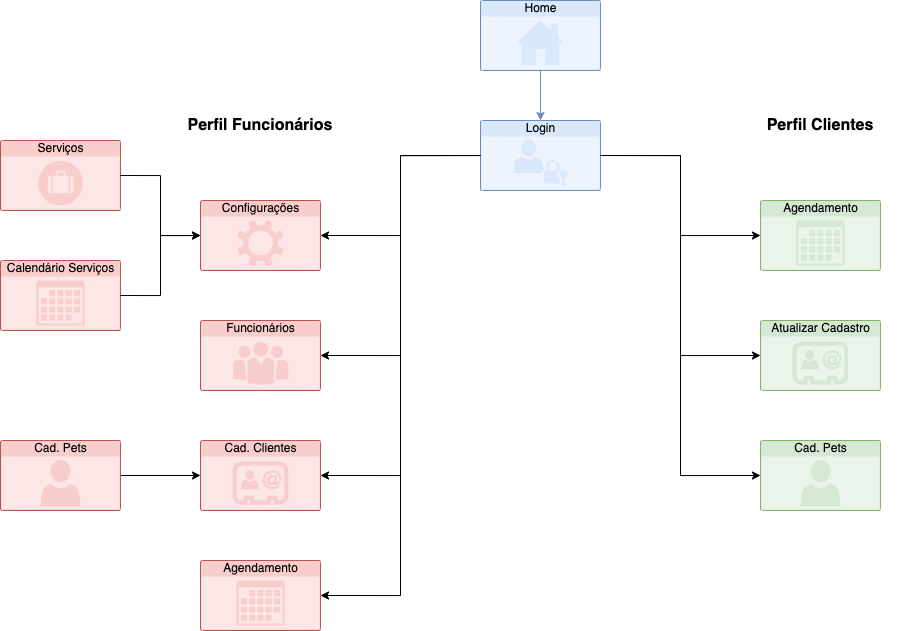 Home
Perfil Funcionários
Perfil Clientes
Login
Serviços
Configurações
Agendamento
Calendário Serviços
Funcionários
Atualizar Cadastro
Cad. Pets
Cad. Clientes
Cad. Pets
Agendamento